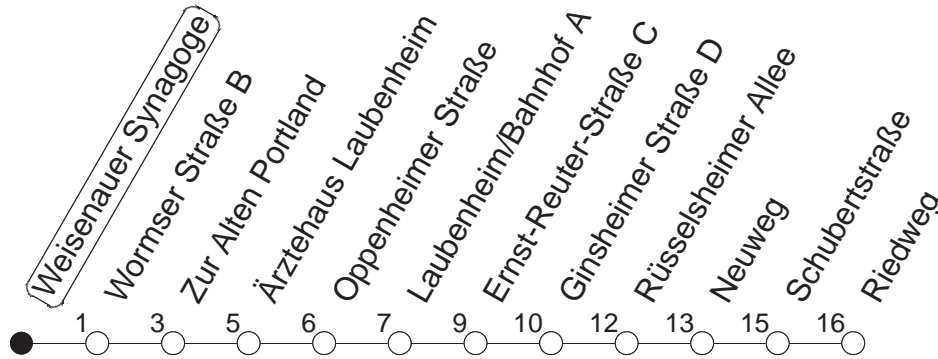 Weisenauer Synagoge
Wormser Straße B
Zur Alten Portland
Ärztehaus Laubenheim
Oppenheimer Straße
Laubenheim/Bahnhof A
Ernst-Reuter-Straße C
Ginsheimer Straße D
Rüsselsheimer Allee
Neuweg
Schubertstraße
Riedweg
1 3 5 6 7 9 10 12 13 15 16